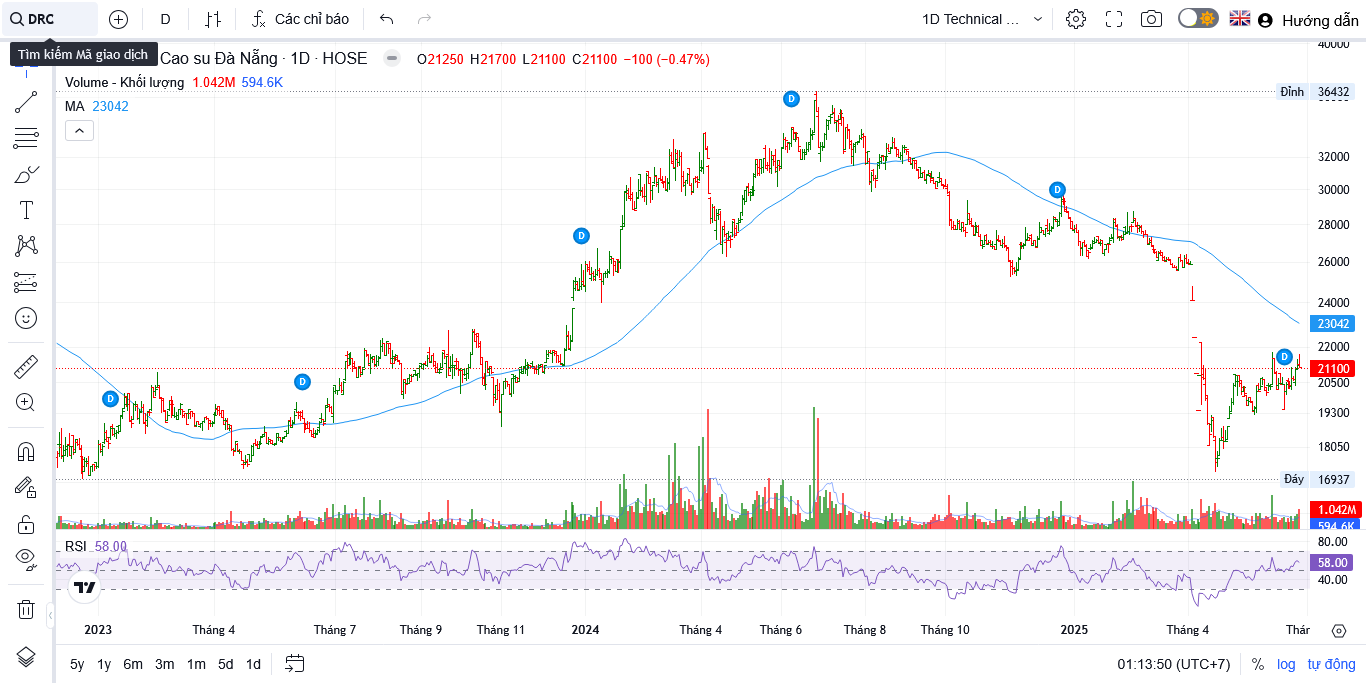 DRC
D
Các chỉ báo
1D Technical ...
Hướng dẫn
Tìm kiếm Mã giao dịch
Cao su Đà Nẵng · 1D · HOSE
O21250 H21700 L21100 C21100 −100 (−0.47%)
Volume - Khối lượng 1.042M 594.6K
MA 23042
40000
Đỉnh 36432
32000
30000
28000
26000
24000
23042
22000
21100
20500
19300
18050
Đáy 16937
1.042M
594.6K
D
D
D
D
D
D
RSI 58.00
80.00
58.00
40.00
2023
Tháng 4
Tháng 7
Tháng 9
Tháng 11
2024
Tháng 4
Tháng 6
Tháng 8
Tháng 10
2025
Tháng 4
Thár
5y 1y 6m 3m 1m 5d 1d
01:13:50 (UTC+7)
% log tự động